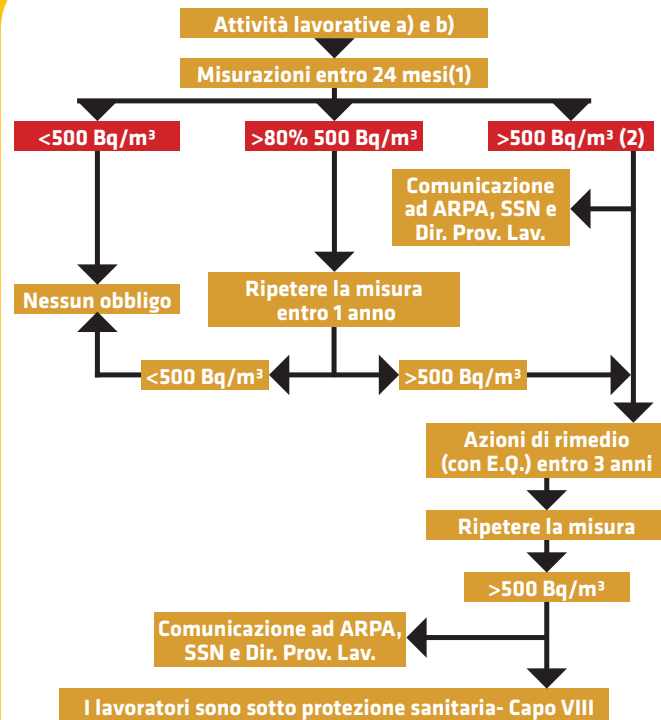 Attività lavorative a) e b)
Misurazioni entro 24 mesi(1)
<500 Bq/m³
>80% 500 Bq/m³
>500 Bq/m³ (2)
Comunicazione
ad ARPA, SSN e
Dir. Prov. Lav.
Nessun obbligo
Ripetere la misura
entro 1 anno
<500 Bq/m³
>500 Bq/m³
Azioni di rimedio
(con E.Q.) entro 3 anni
Ripetere la misura
>500 Bq/m³
Comunicazione ad ARPA,
SSN e Dir. Prov. Lav.
I lavoratori sono sotto protezione sanitaria- Capo VIII